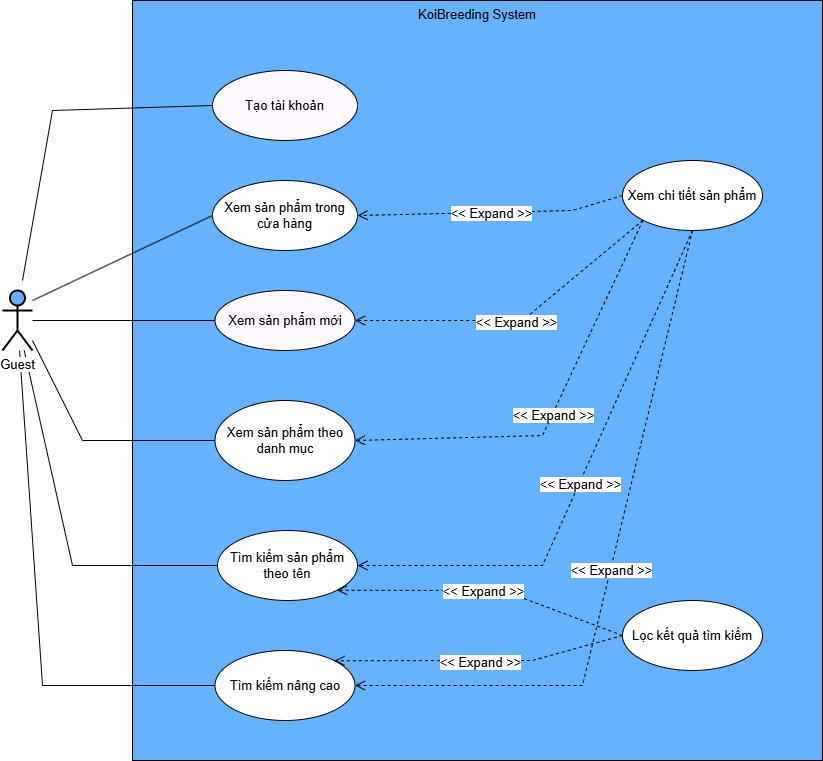 KoiBreeding System
Tạo tài khoản
Xem sản phẩm trong
cửa hàng
<< Expand >>
Xem chi tiết sản phẩm
Xem sản phẩm mới
<< Expand >>
Guest
Xem sản phẩm theo
danh mục
<< Expand >>
<< Expand >>
Tìm kiếm sản phẩm
theo tên
<< Expand >>
<< Expand >>
Lọc kết quả tìm kiếm
<< Expand >>
Tìm kiếm nâng cao